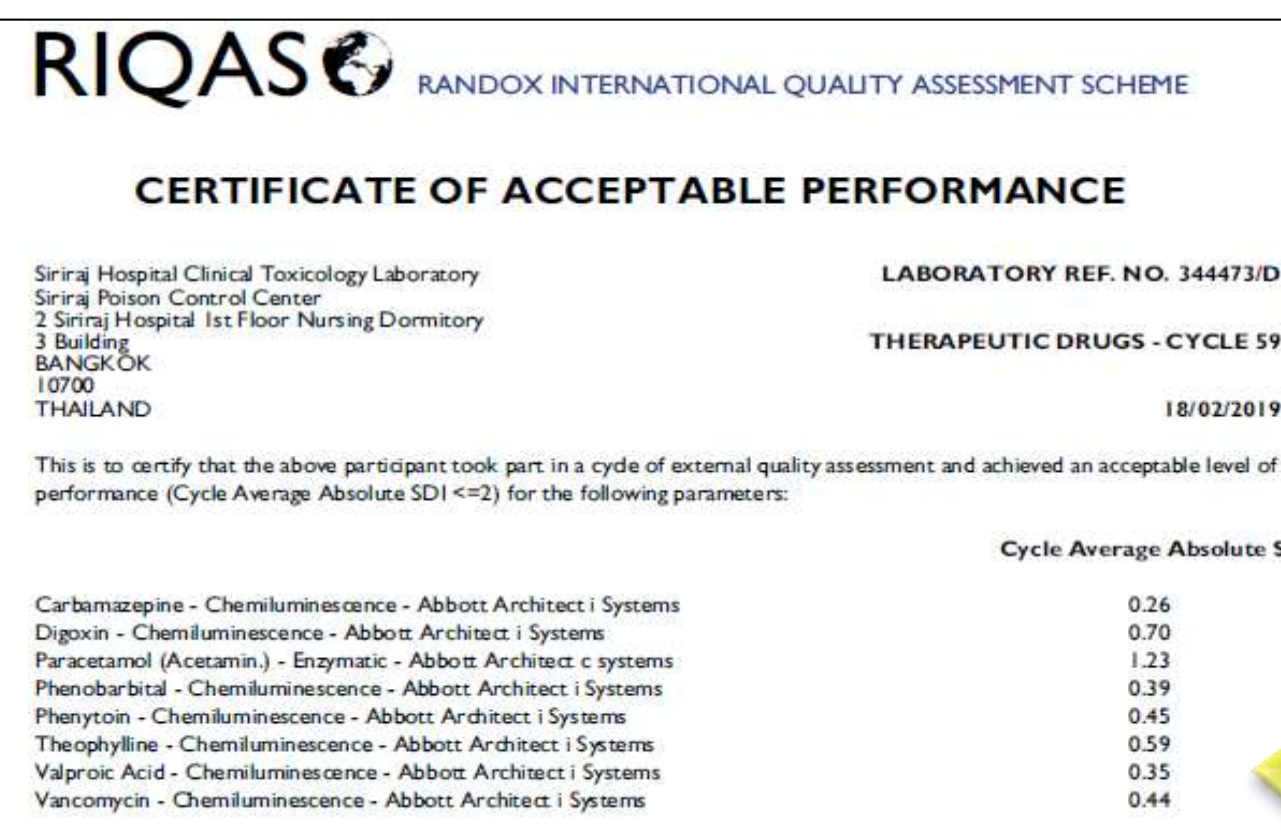 RIQAS RANDOX INTERNATIONAL QUALITY ASSESSMENT SCHEME
CERTIFICATE OF ACCEPTABLE PERFORMANCE
Siriraj Hospital Clinical Toxicology Laboratory
Siriraj Poison Control Center
2 Siriraj Hospital 1st Floor Nursing Dormitory
3 Building
BANGKOK
10700
THAILAND
LABORATORY REF. NO. 344473/D
THERAPEUTIC DRUGS - CYCLE 59
18/02/2019
This is to certify that the above participant took part in a cycle of external quality assessment and achieved an acceptable level of
performance (Cycle Average Absolute SDI <=2) for the following parameters:
Cycle Average Absolute S
Carbamazepine - Chemiluminescence - Abbott Architect i Systems 0.26
Digoxin - Chemiluminescence - Abbott Architect i Systems 0.70
Paracetamol (Acetamin.) - Enzymatic - Abbott Architect c systems 1.23
Phenobarbital - Chemiluminescence - Abbott Architect i Systems 0.39
Phenytoin - Chemiluminescence - Abbott Architect i Systems 0.45
Theophylline - Chemiluminescence - Abbott Architect i Systems 0.59
Valproic Acid - Chemiluminescence - Abbott Architect i Systems 0.35
Vancomycin - Chemiluminescence - Abbott Architect i Systems 0.44